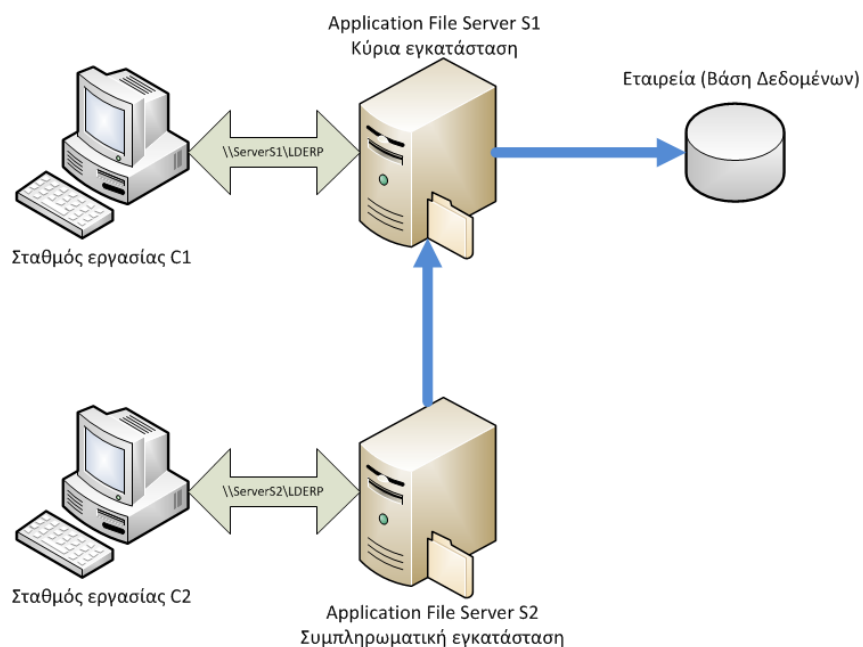 Application File Server S1
Κύρια εγκατάσταση
Εταιρεία (Βάση Δεδομένων)
\\ServerS1\LDERP
Σταθμός εργασίας C1
\\ServerS2\LDERP
Σταθμός εργασίας C2
Application File Server S2
Συμπληρωματική εγκατάσταση